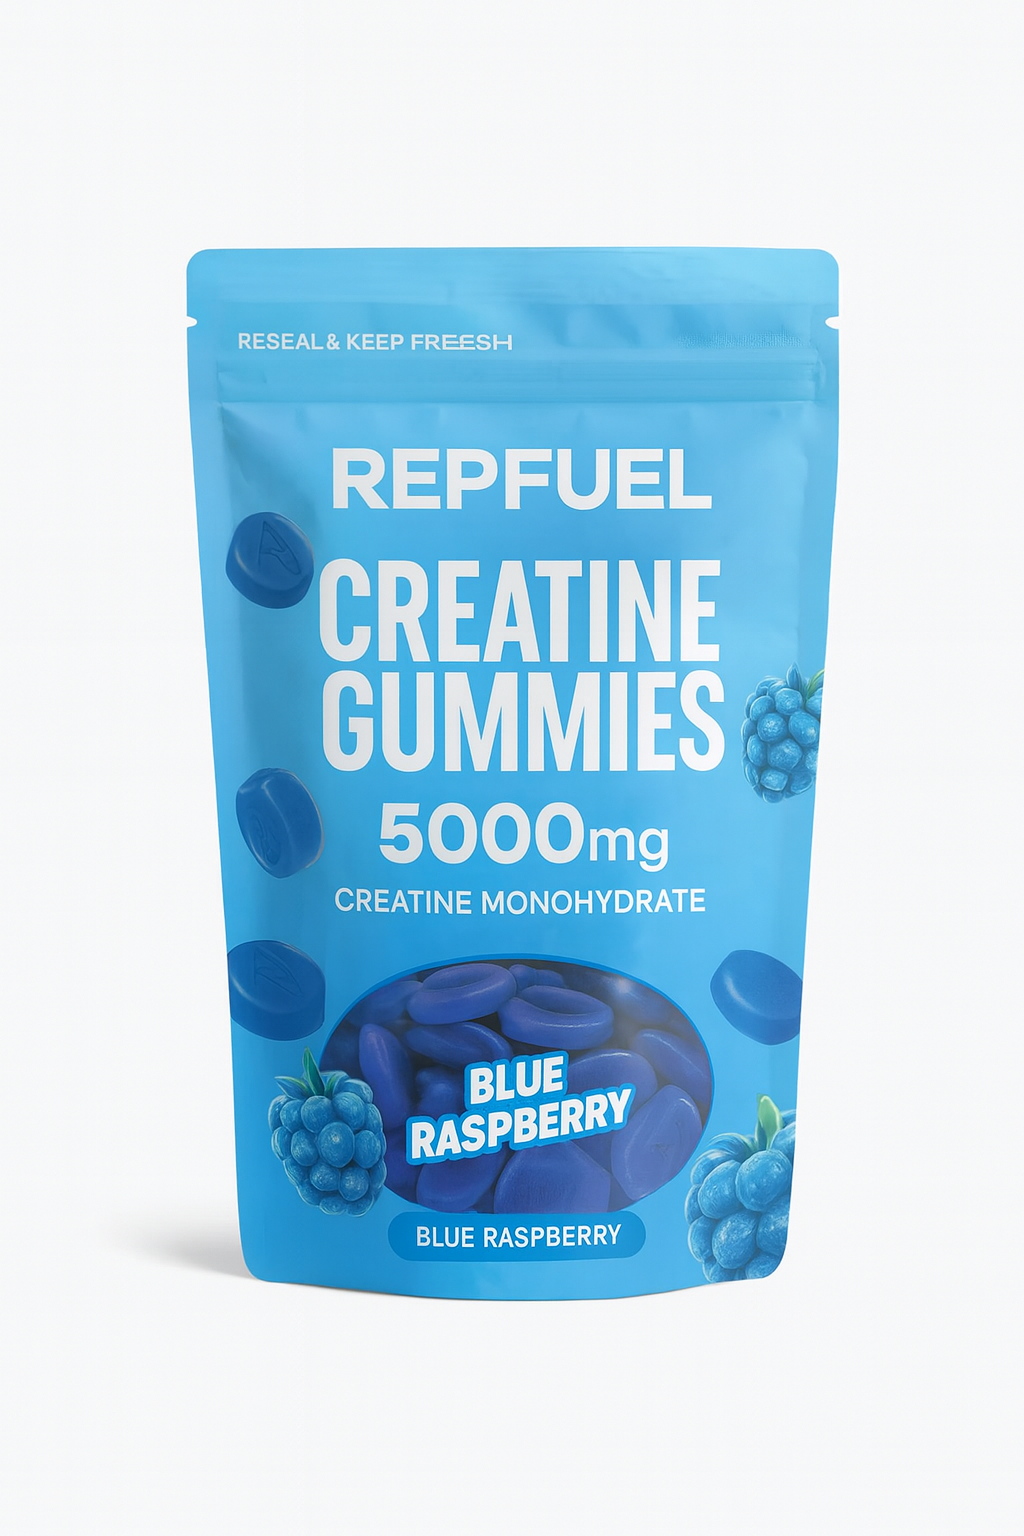 RESEAL & KEEP FREESH
REPFUEL
CREATINE
GUMMIES
5000mg
CREATINE MONOHYDRATE
BLUE
RASPBERRY
BLUE RASPBERRY